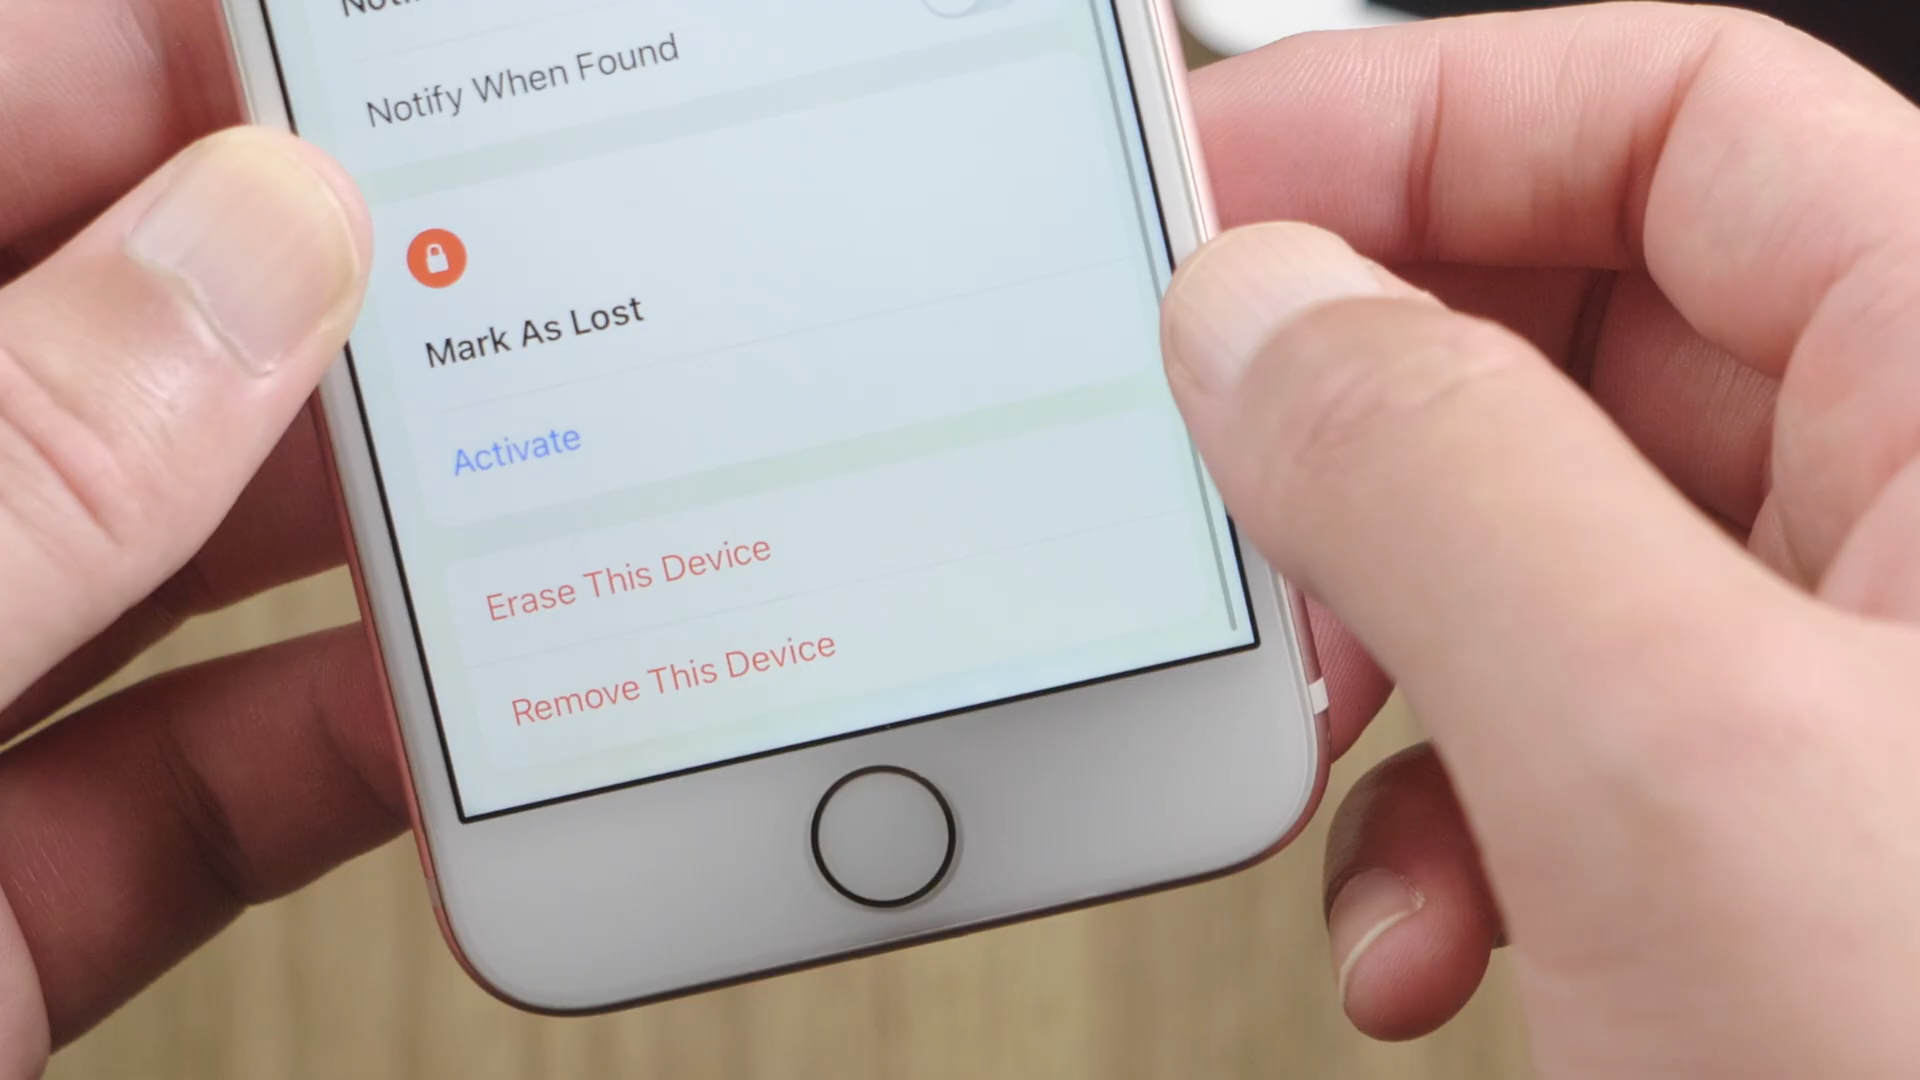 Notify When Found
Mark As Lost
Activate
Erase This Device
Remove This Device